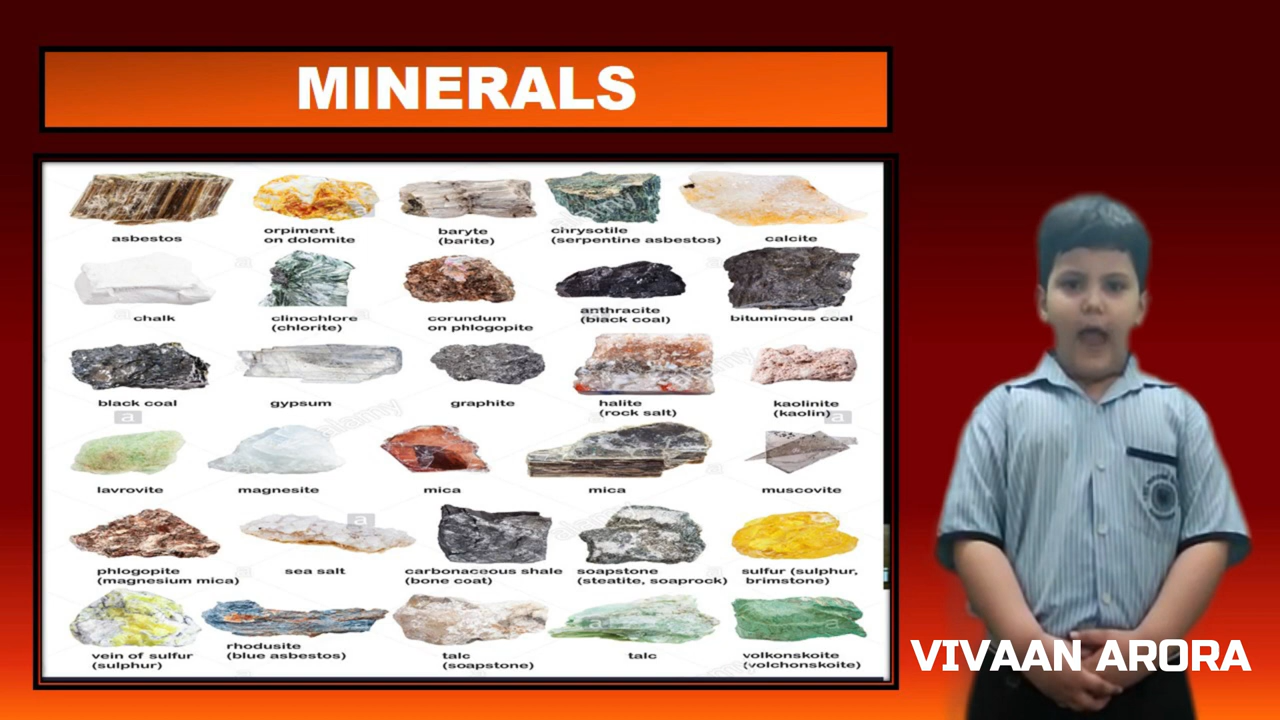 MINERALS
asbestos
orpiment
on dolomite
baryte
(barite)
chrysotile
(serpentine asbestos)
calcite
chalk
clinochlore
(chlorite)
corundum
on phlogopite
anthracite
(black coal)
bituminous coal
black coal
gypsum
graphite
halite
(rock salt)
kaolinite
(kaolin)
lavrovite
magnesite
mica
mica
muscovite
phlogopite
(magnesium mica)
sea salt
carbonaceous shale
(bone coat)
soapstone
(steatite, soaprock)
sulfur (sulphur,
brimstone)
vein of sulfur
(sulphur)
rhodusite
(blue asbestos)
talc
(soapstone)
talc
volkonskoite
(volchonskoite)
alamy
a
VIVAAN ARORA